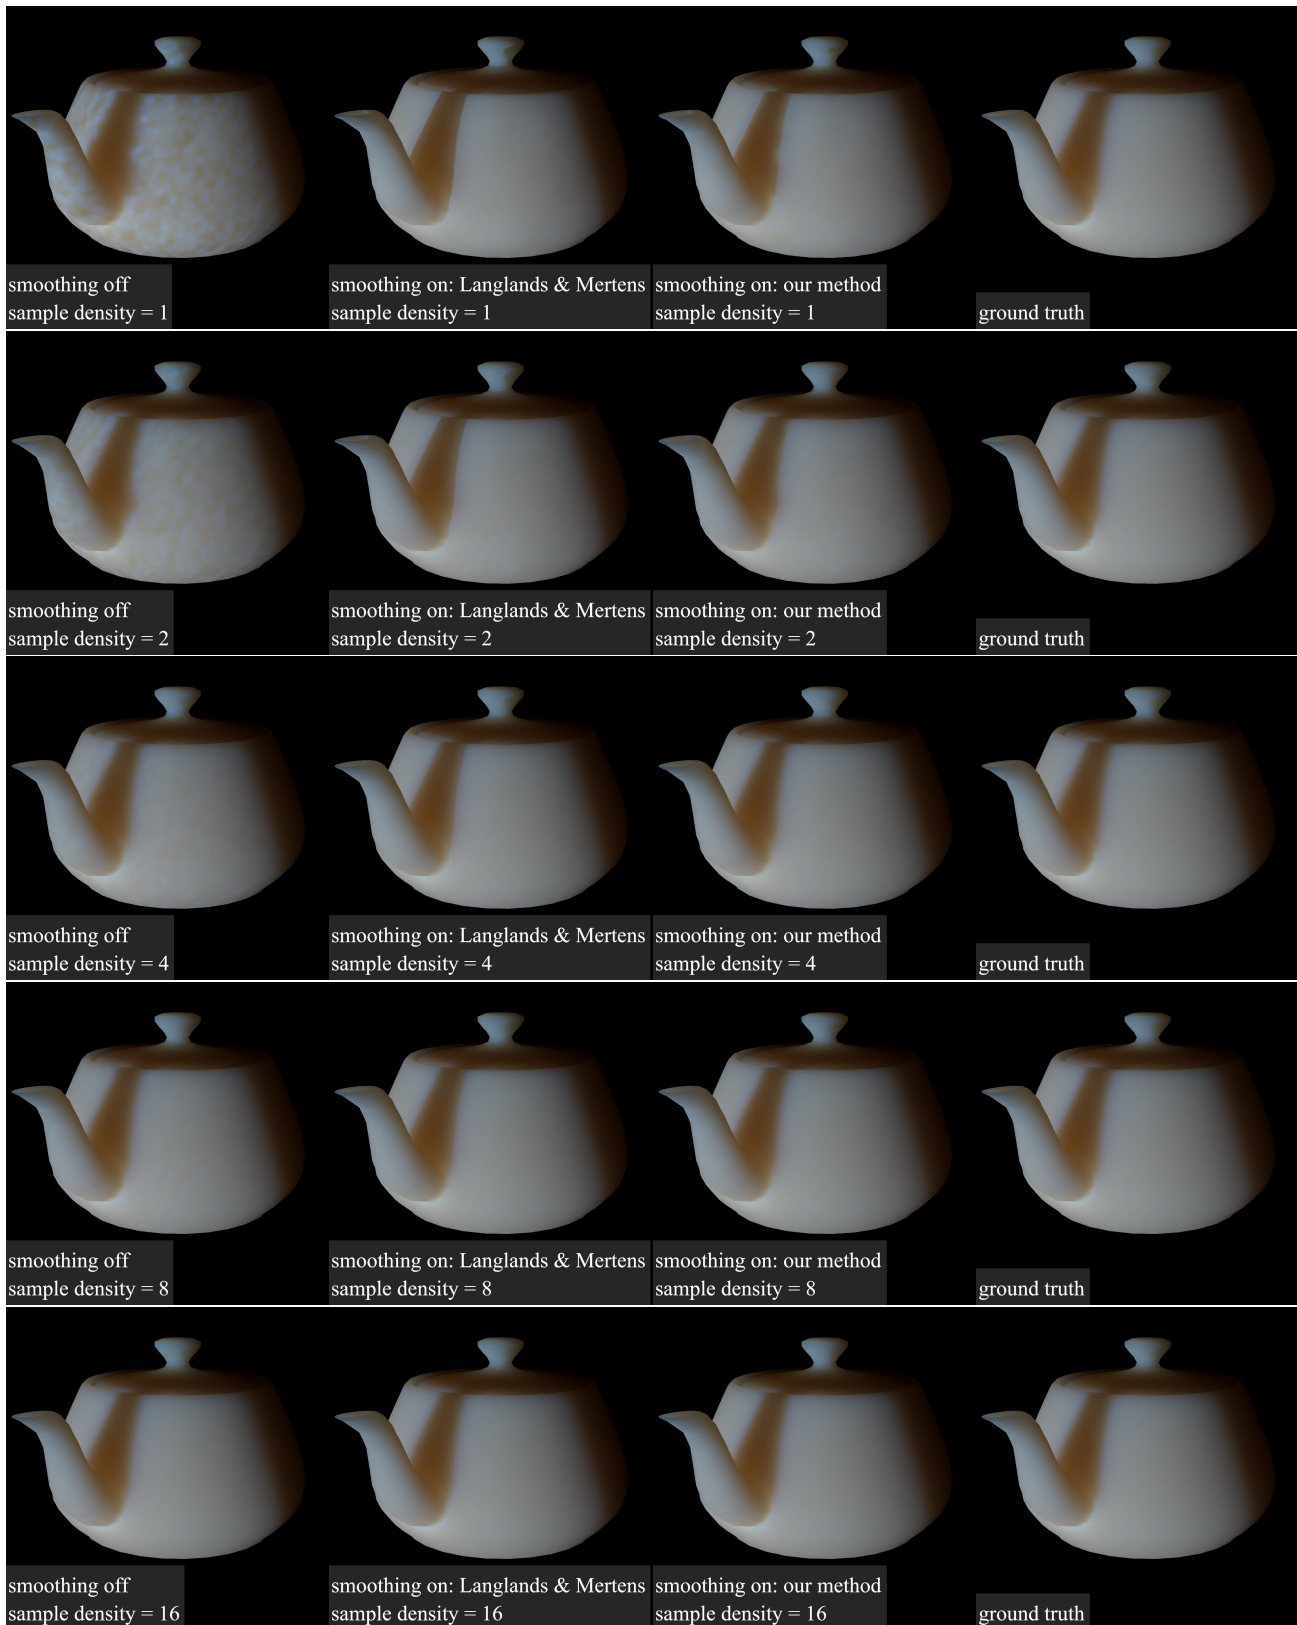 smoothing off
sample density = 1
smoothing on: Langlands & Mertens
sample density = 1
smoothing on: our method
sample density = 1
ground truth
smoothing off
sample density = 2
smoothing on: Langlands & Mertens
sample density = 2
smoothing on: our method
sample density = 2
ground truth
smoothing off
sample density = 4
smoothing on: Langlands & Mertens
sample density = 4
smoothing on: our method
sample density = 4
ground truth
smoothing off
sample density = 8
smoothing on: Langlands & Mertens
sample density = 8
smoothing on: our method
sample density = 8
ground truth
smoothing off
sample density = 16
smoothing on: Langlands & Mertens
sample density = 16
smoothing on: our method
sample density = 16
ground truth